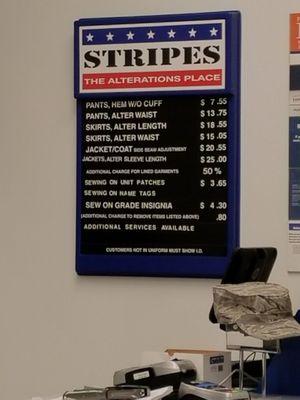 STRIPES
THE ALTERATIONS PLACE
PANTS, HEM W/O CUFF $ 7.55
PANTS, ALTER WAIST $ 13.75
SKIRTS, ALTER LENGTH $ 18.55
SKIRTS, ALTER WAIST $ 15.05
JACKET/COAT SIDE SEAM ADJUSTMENT $ 20.55
JACKETS, ALTER SLEEVE LENGTH $ 25.00
ADDITIONAL CHARGE FOR LINED GARMENTS 50 %
SEWING ON UNIT PATCHES $ 3.65
SEWING ON NAME TAGS
SEW ON GRADE INSIGNIA $ 4.30
(ADDITIONAL CHARGE TO REMOVE ITEMS LISTED ABOVE) .80
ADDITIONAL SERVICES AVAILABLE
CUSTOMERS NOT IN UNIFORM MUST SHOW I.D.